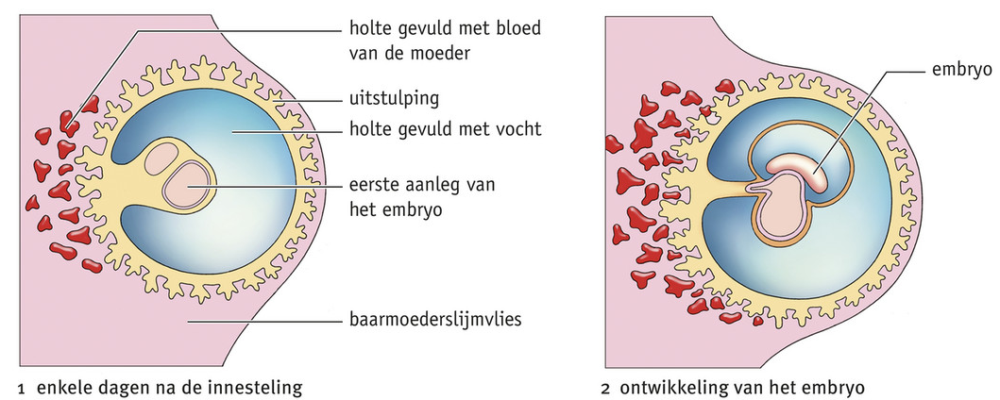 holte gevuld met bloed
van de moeder
uitstulping
holte gevuld met vocht
eerste aanleg van
het embryo
baarmoederslijmvlies
1 enkele dagen na de innesteling
embryo
2 ontwikkeling van het embryo